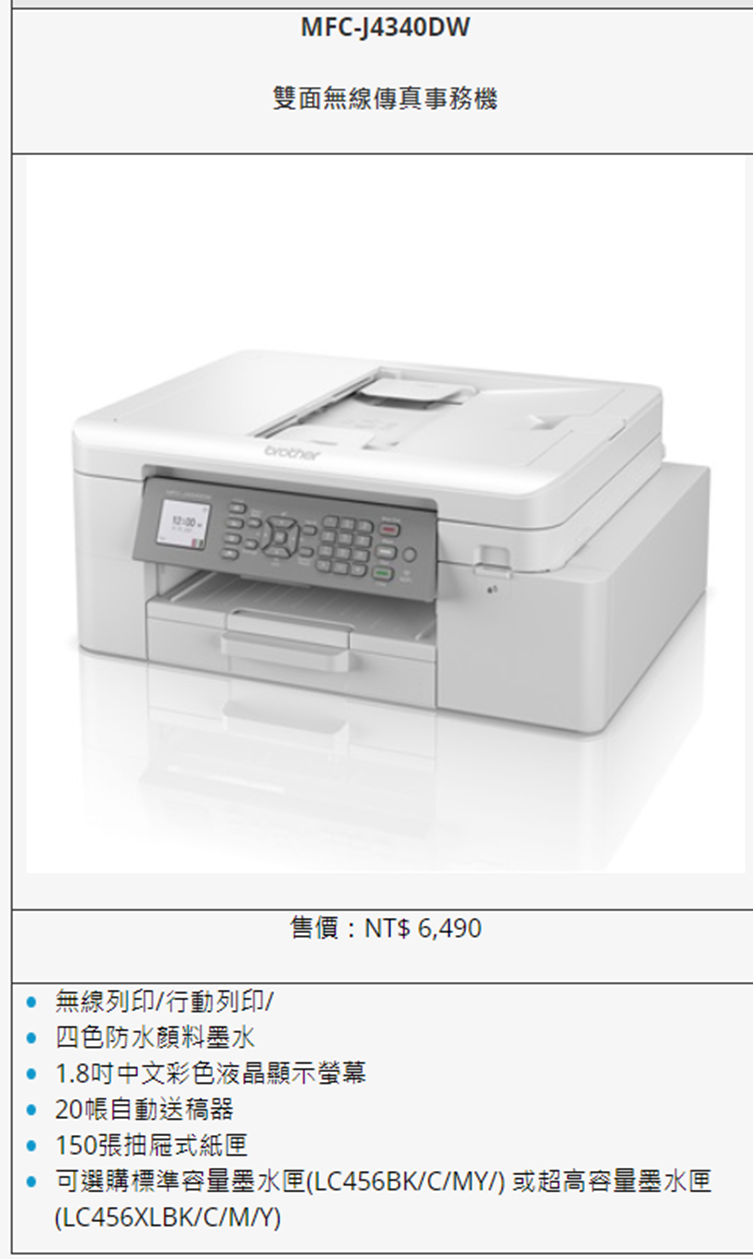 MFC-J4340DW
雙面無線傳真事務機
brother
12:00
售價：NT$ 6,490
無線列印/行動列印/
四色防水顏料墨水
1.8吋中文彩色液晶顯示螢幕
20帳自動送稿器
150張抽屜式紙匣
可選購標準容量墨水匣(LC456BK/C/MY/) 或超高容量墨水匣
(LC456XLBK/C/M/Y)